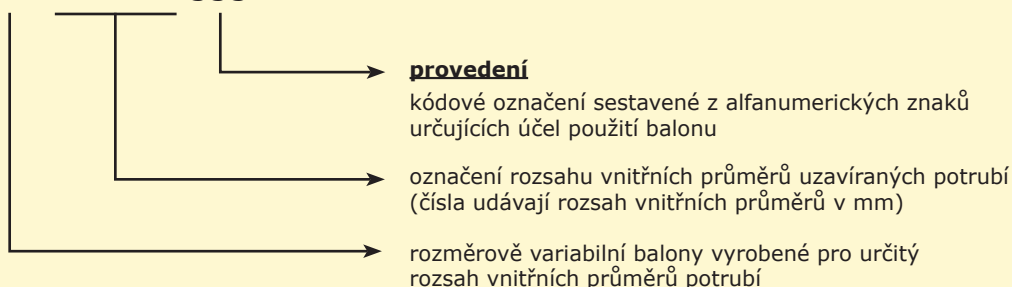 provedení
kódové označení sestavené z alfanumerických znaků
určujících účel použití balonu
označení rozsahu vnitřních průměrů uzavíraných potrubí
(čísla udávají rozsah vnitřních průměrů v mm)
rozměrově variabilní balony vyrobené pro určitý
rozsah vnitřních průměrů potrubí